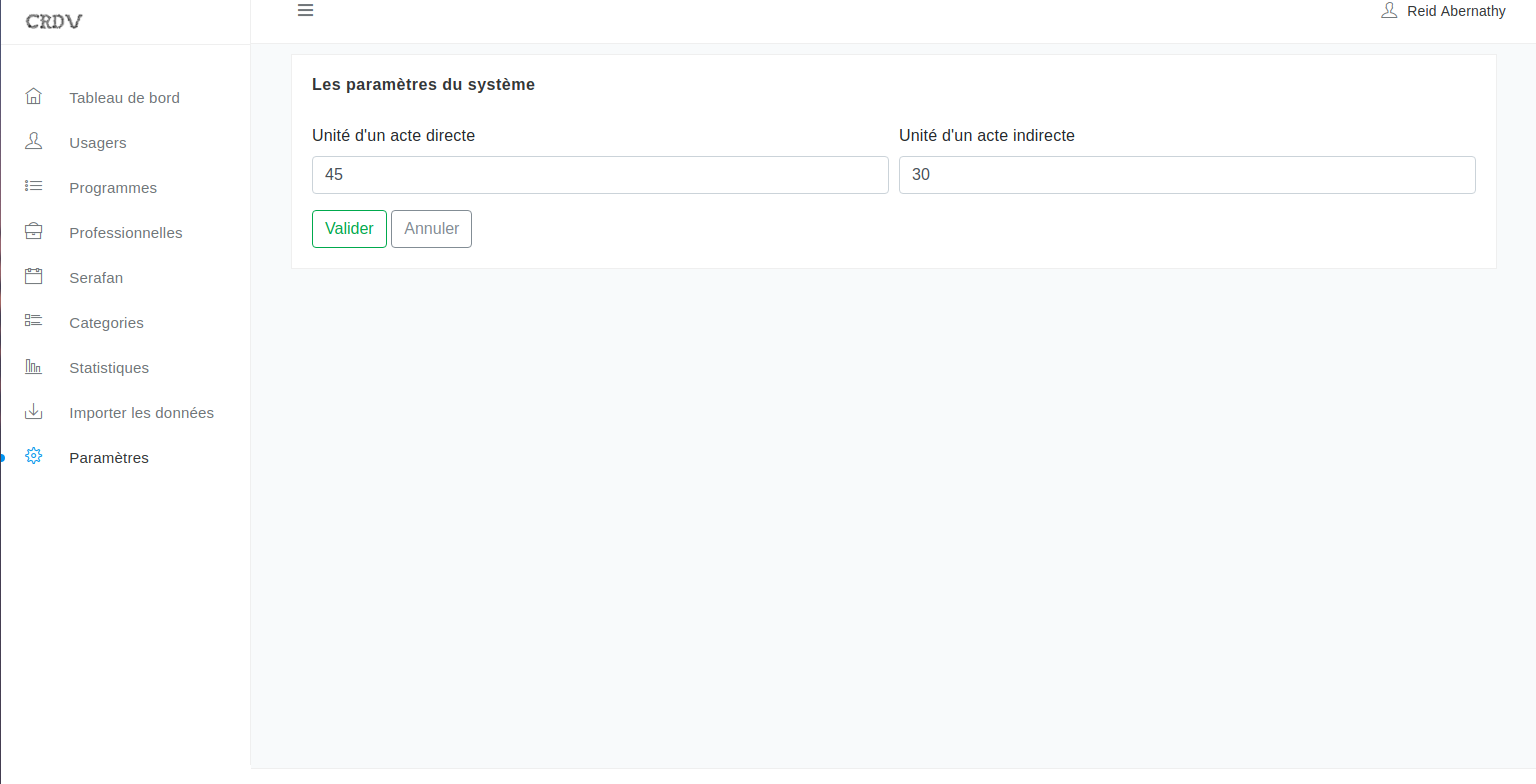 CRDV
Reid Abernathy
Tableau de bord
Usagers
Programmes
Professionnelles
Serafan
Categories
Statistiques
Importer les données
Paramètres
Les paramètres du système
Unité d'un acte directe
Unité d'un acte indirecte
45
30
Valider
Annuler